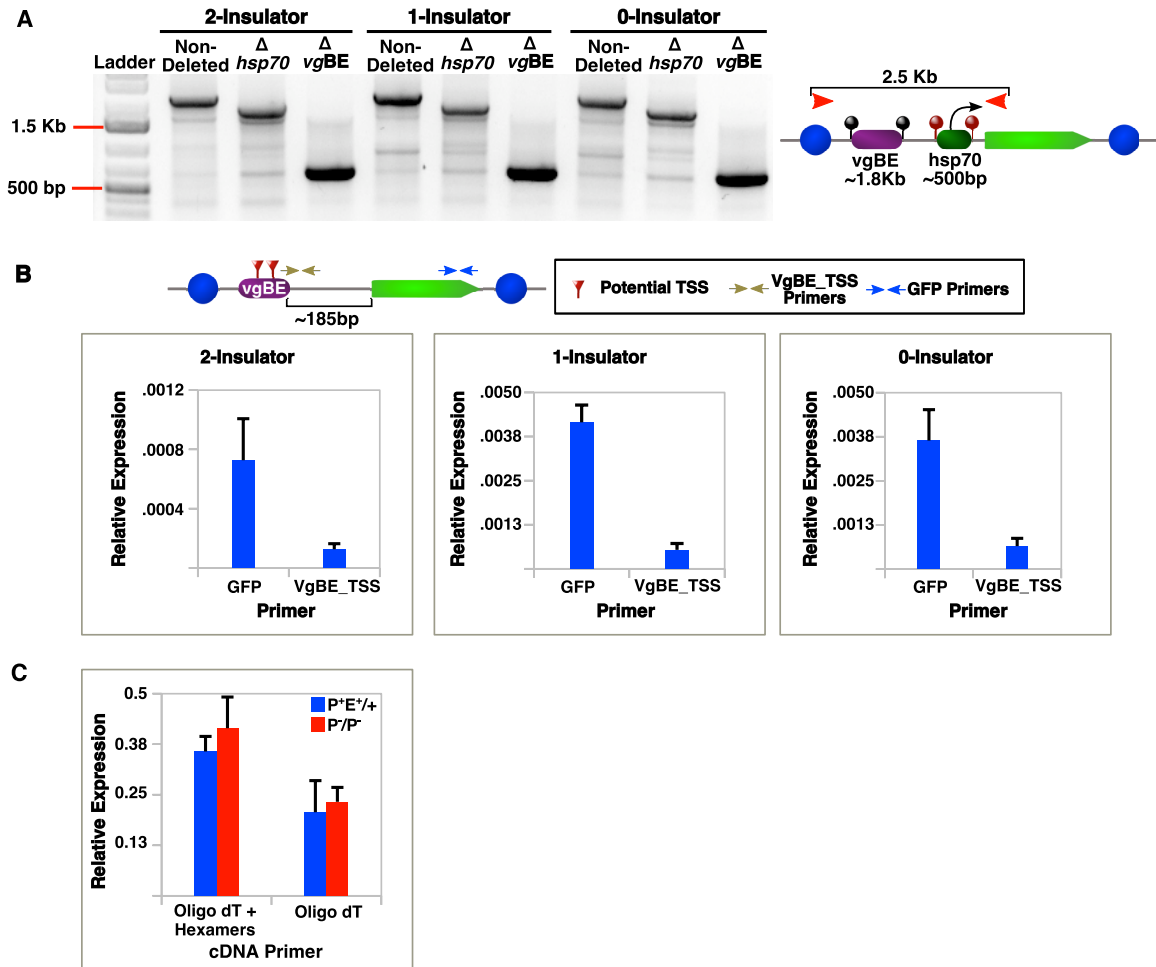 A
2-Insulator
1-Insulator
0-Insulator
Ladder
Non-
Deleted
Δ
hsp70
Δ
vgBE
Non-
Deleted
Δ
hsp70
Δ
vgBE
Non-
Deleted
Δ
hsp70
Δ
vgBE
1.5 Kb
500 bp
2.5 Kb
vgBE
~1.8Kb
hsp70
~500bp
B
vgBE
~185bp
Potential TSS
VgBE_TSS
Primers
GFP Primers
2-Insulator
Relative Expression
.0012
.0008
.0004
GFP
VgBE_TSS
Primer
1-Insulator
Relative Expression
.0050
.0038
.0025
.0013
GFP
VgBE_TSS
Primer
0-Insulator
Relative Expression
.0050
.0038
.0025
.0013
GFP
VgBE_TSS
Primer
C
Relative Expression
0.5
0.38
0.25
0.13
P⁺E⁺/+
P⁻/P⁻
Oligo dT +
Hexamers
Oligo dT
cDNA Primer